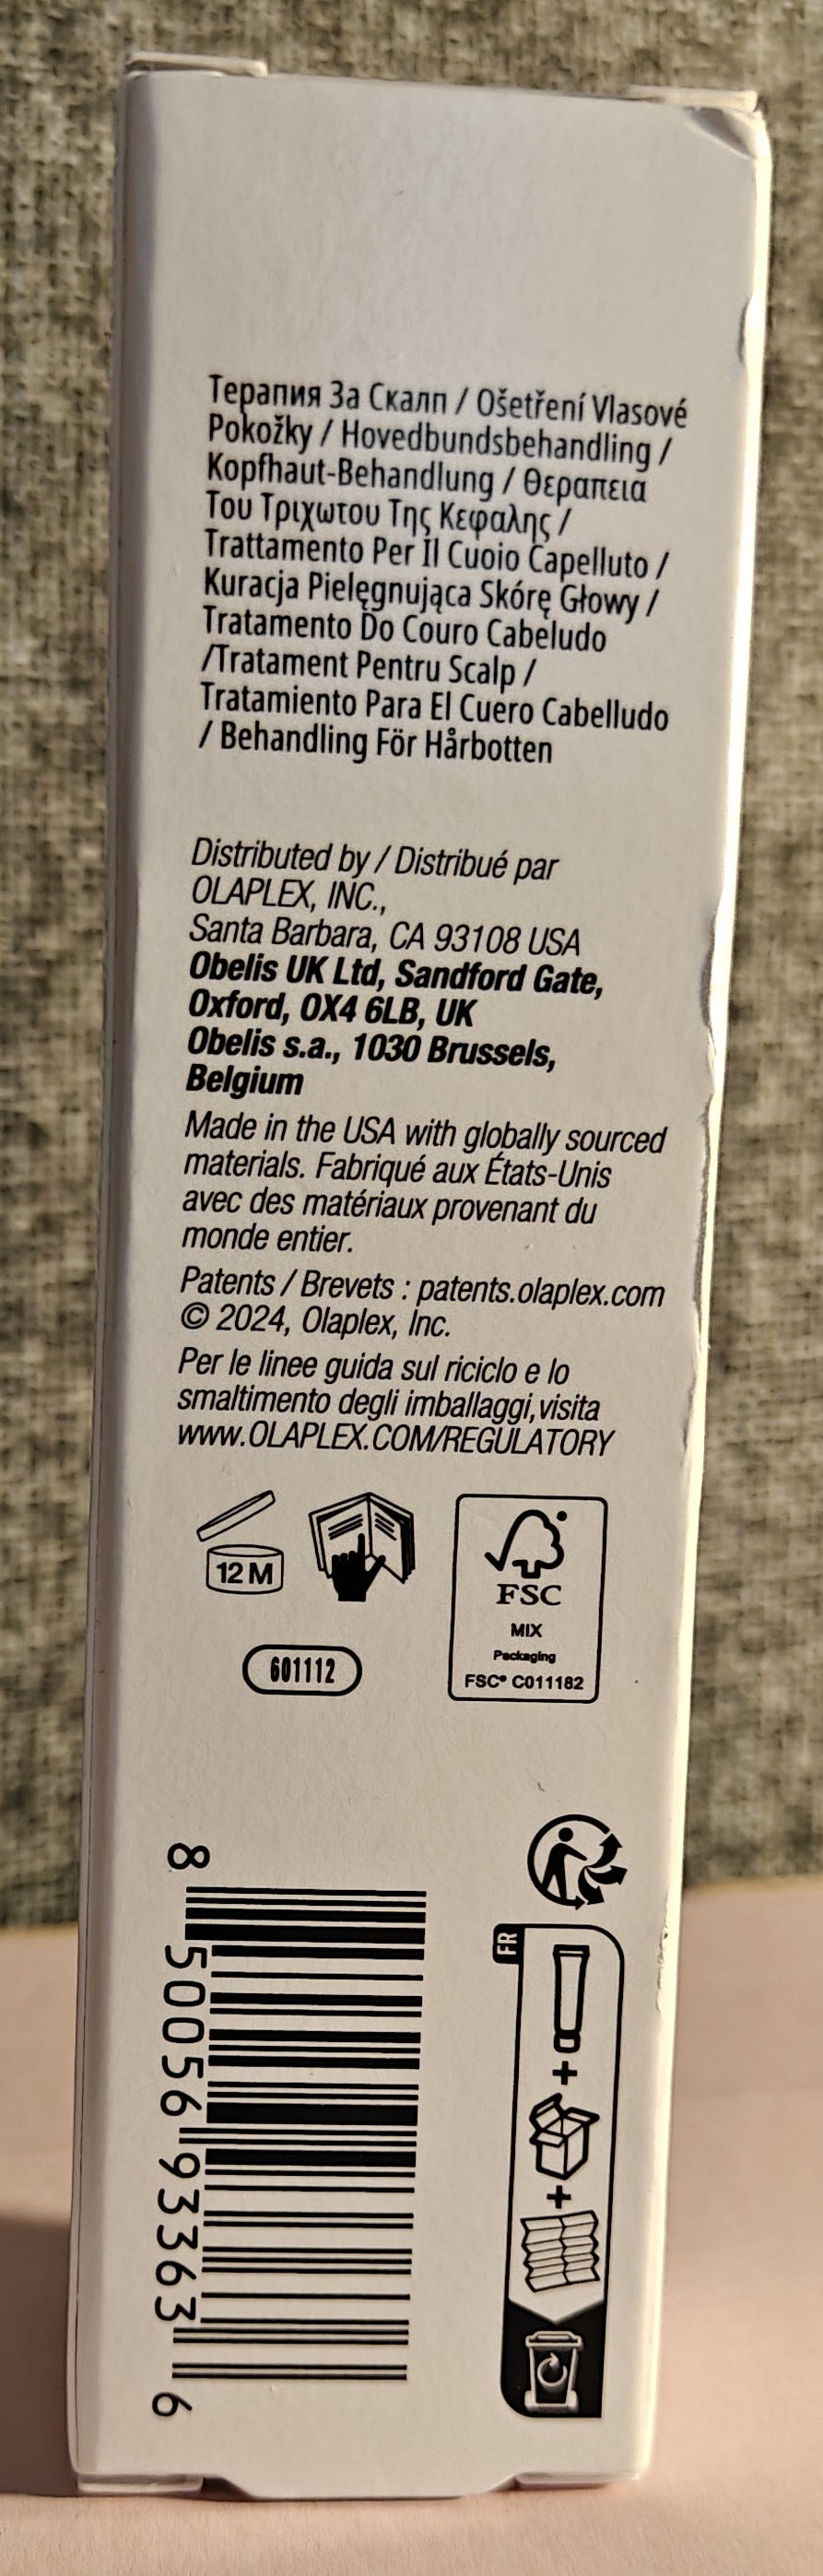 Терапия За Скалп / Ošetření Vlasové
Pokožky / Hovedbundsbehandling /
Kopfhaut-Behandlung / Θεραπεια
Του Τριχωτου Της Κεφαλης /
Trattamento Per Il Cuoio Capelluto /
Kuracja Pielęgnująca Skórę Głowy /
Tratamento Do Couro Cabeludo
/Tratament Pentru Scalp /
Tratamiento Para El Cuero Cabelludo
/ Behandling För Hårbotten
Distributed by / Distribué par
OLAPLEX, INC.,
Santa Barbara, CA 93108 USA
Obelis UK Ltd, Sandford Gate,
Oxford, OX4 6LB, UK
Obelis s.a., 1030 Brussels,
Belgium
Made in the USA with globally sourced
materials. Fabriqué aux États-Unis
avec des matériaux provenant du
monde entier.
Patents / Brevets : patents.olaplex.com
© 2024, Olaplex, Inc.
Per le linee guida sul riciclo e lo
smaltimento degli imballaggi, visita
WWW.OLAPLEX.COM/REGULATORY
12 M
601112
FSC
MIX
Packaging
FSC® C011182
FR
8 50056 93363 6